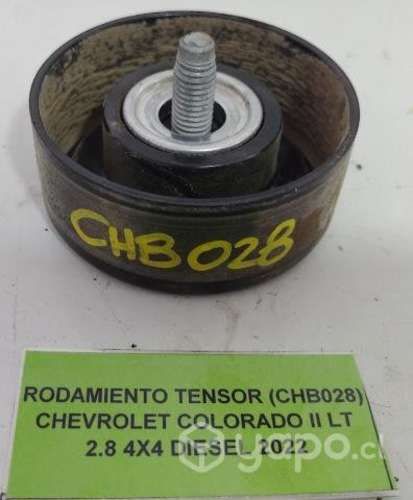 CHB028
RODAMIENTO TENSOR (CHB028)
CHEVROLET COLORADO II LT
2.8 4X4 DIESEL 2022
yapo.cl